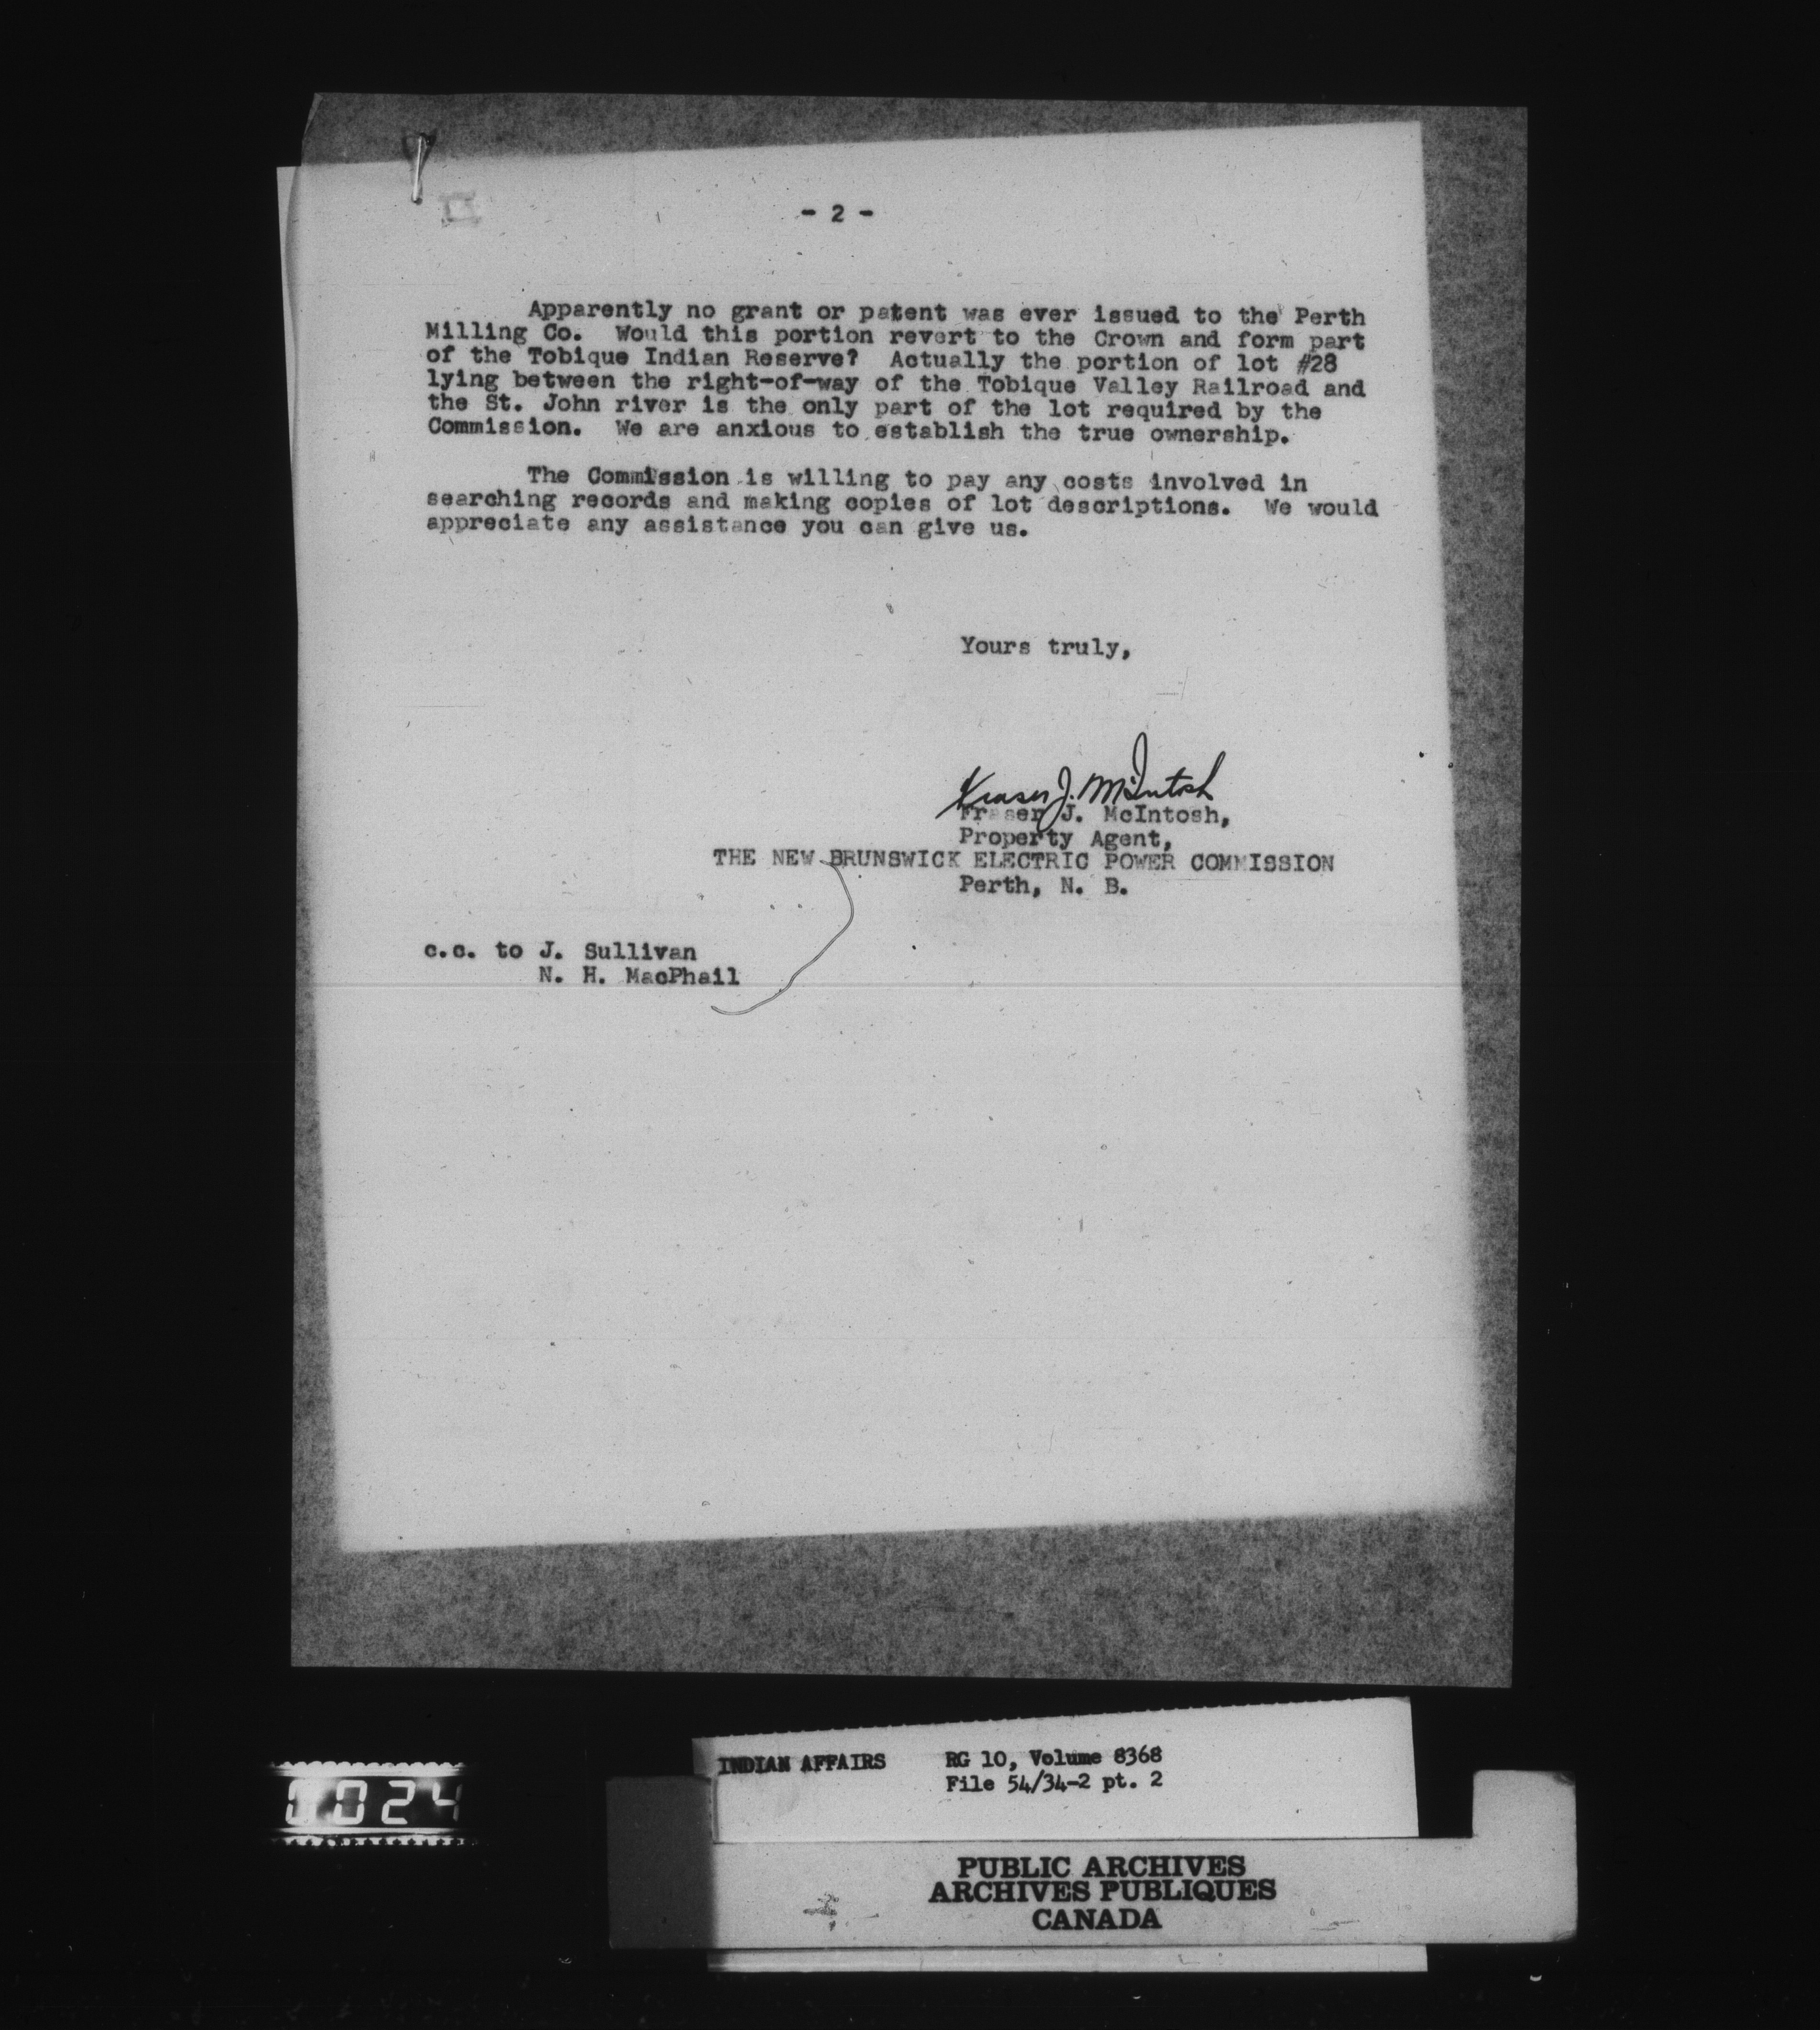 - 2 -
Apparently no grant or patent was ever issued to the Perth
Milling Co. Would this portion revert to the Crown and form part
of the Tobique Indian Reserve? Actually the portion of lot #28
lying between the right-of-way of the Tobique Valley Railroad and
the St. John river is the only part of the lot required by the
Commission. We are anxious to establish the true ownership.
The Commission is willing to pay any costs involved in
searching records and making copies of lot descriptions. We would
appreciate any assistance you can give us.
Yours truly,
Fraser J. McIntosh
Fraser J. McIntosh,
Property Agent,
THE NEW BRUNSWICK ELECTRIC POWER COMMISSION
Perth, N. B.
c.c. to J. Sullivan
N. H. MacPhail
INDIAN AFFAIRS RG 10, Volume 8368
File 54/34-2 pt. 2
0024
PUBLIC ARCHIVES
ARCHIVES PUBLIQUES
CANADA